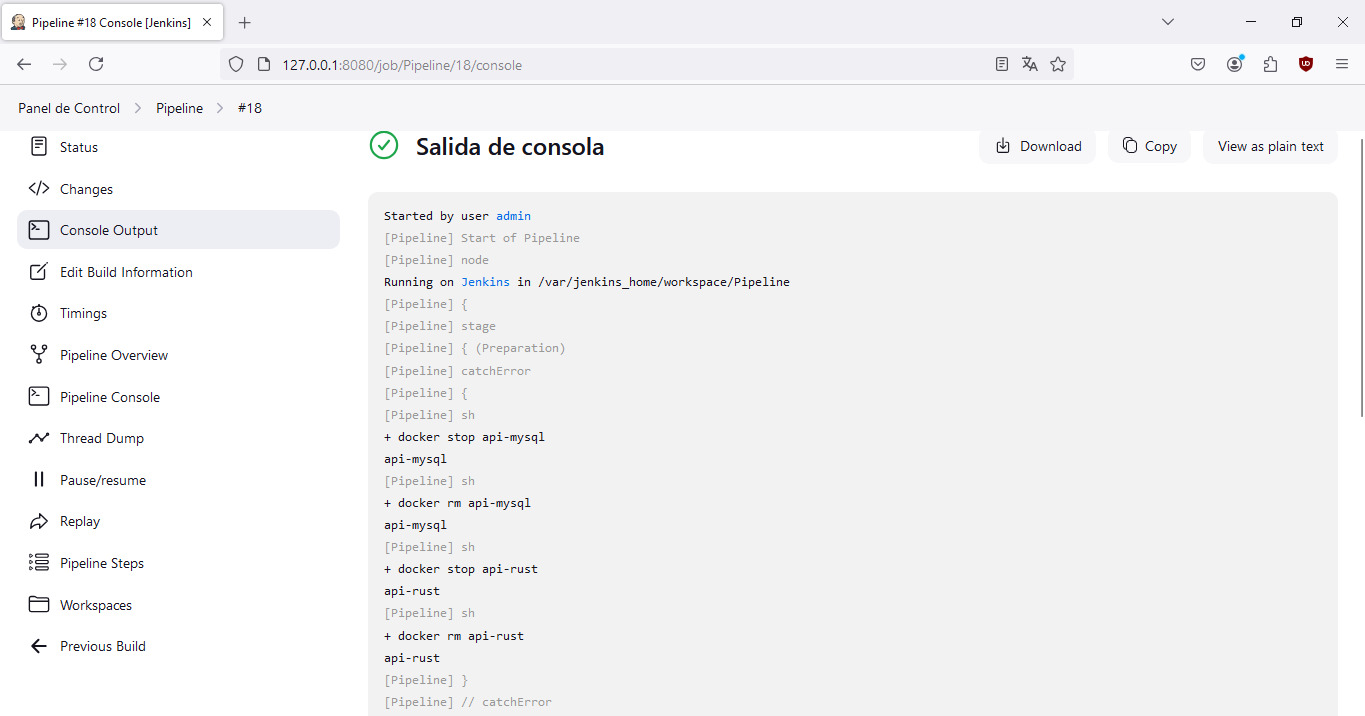 Pipeline #18 Console [Jenkins]
127.0.0.1:8080/job/Pipeline/18/console
Panel de Control
Pipeline
#18
Status
Changes
Console Output
Edit Build Information
Timings
Pipeline Overview
Pipeline Console
Thread Dump
Pause/resume
Replay
Pipeline Steps
Workspaces
Previous Build
Salida de consola
Download
Copy
View as plain text
Started by user admin
[Pipeline] Start of Pipeline
[Pipeline] node
Running on Jenkins in /var/jenkins_home/workspace/Pipeline
[Pipeline] {
[Pipeline] stage
[Pipeline] { (Preparation)
[Pipeline] catchError
[Pipeline] {
[Pipeline] sh
+ docker stop api-mysql
api-mysql
[Pipeline] sh
+ docker rm api-mysql
api-mysql
[Pipeline] sh
+ docker stop api-rust
api-rust
[Pipeline] sh
+ docker rm api-rust
api-rust
[Pipeline] }
[Pipeline] // catchError